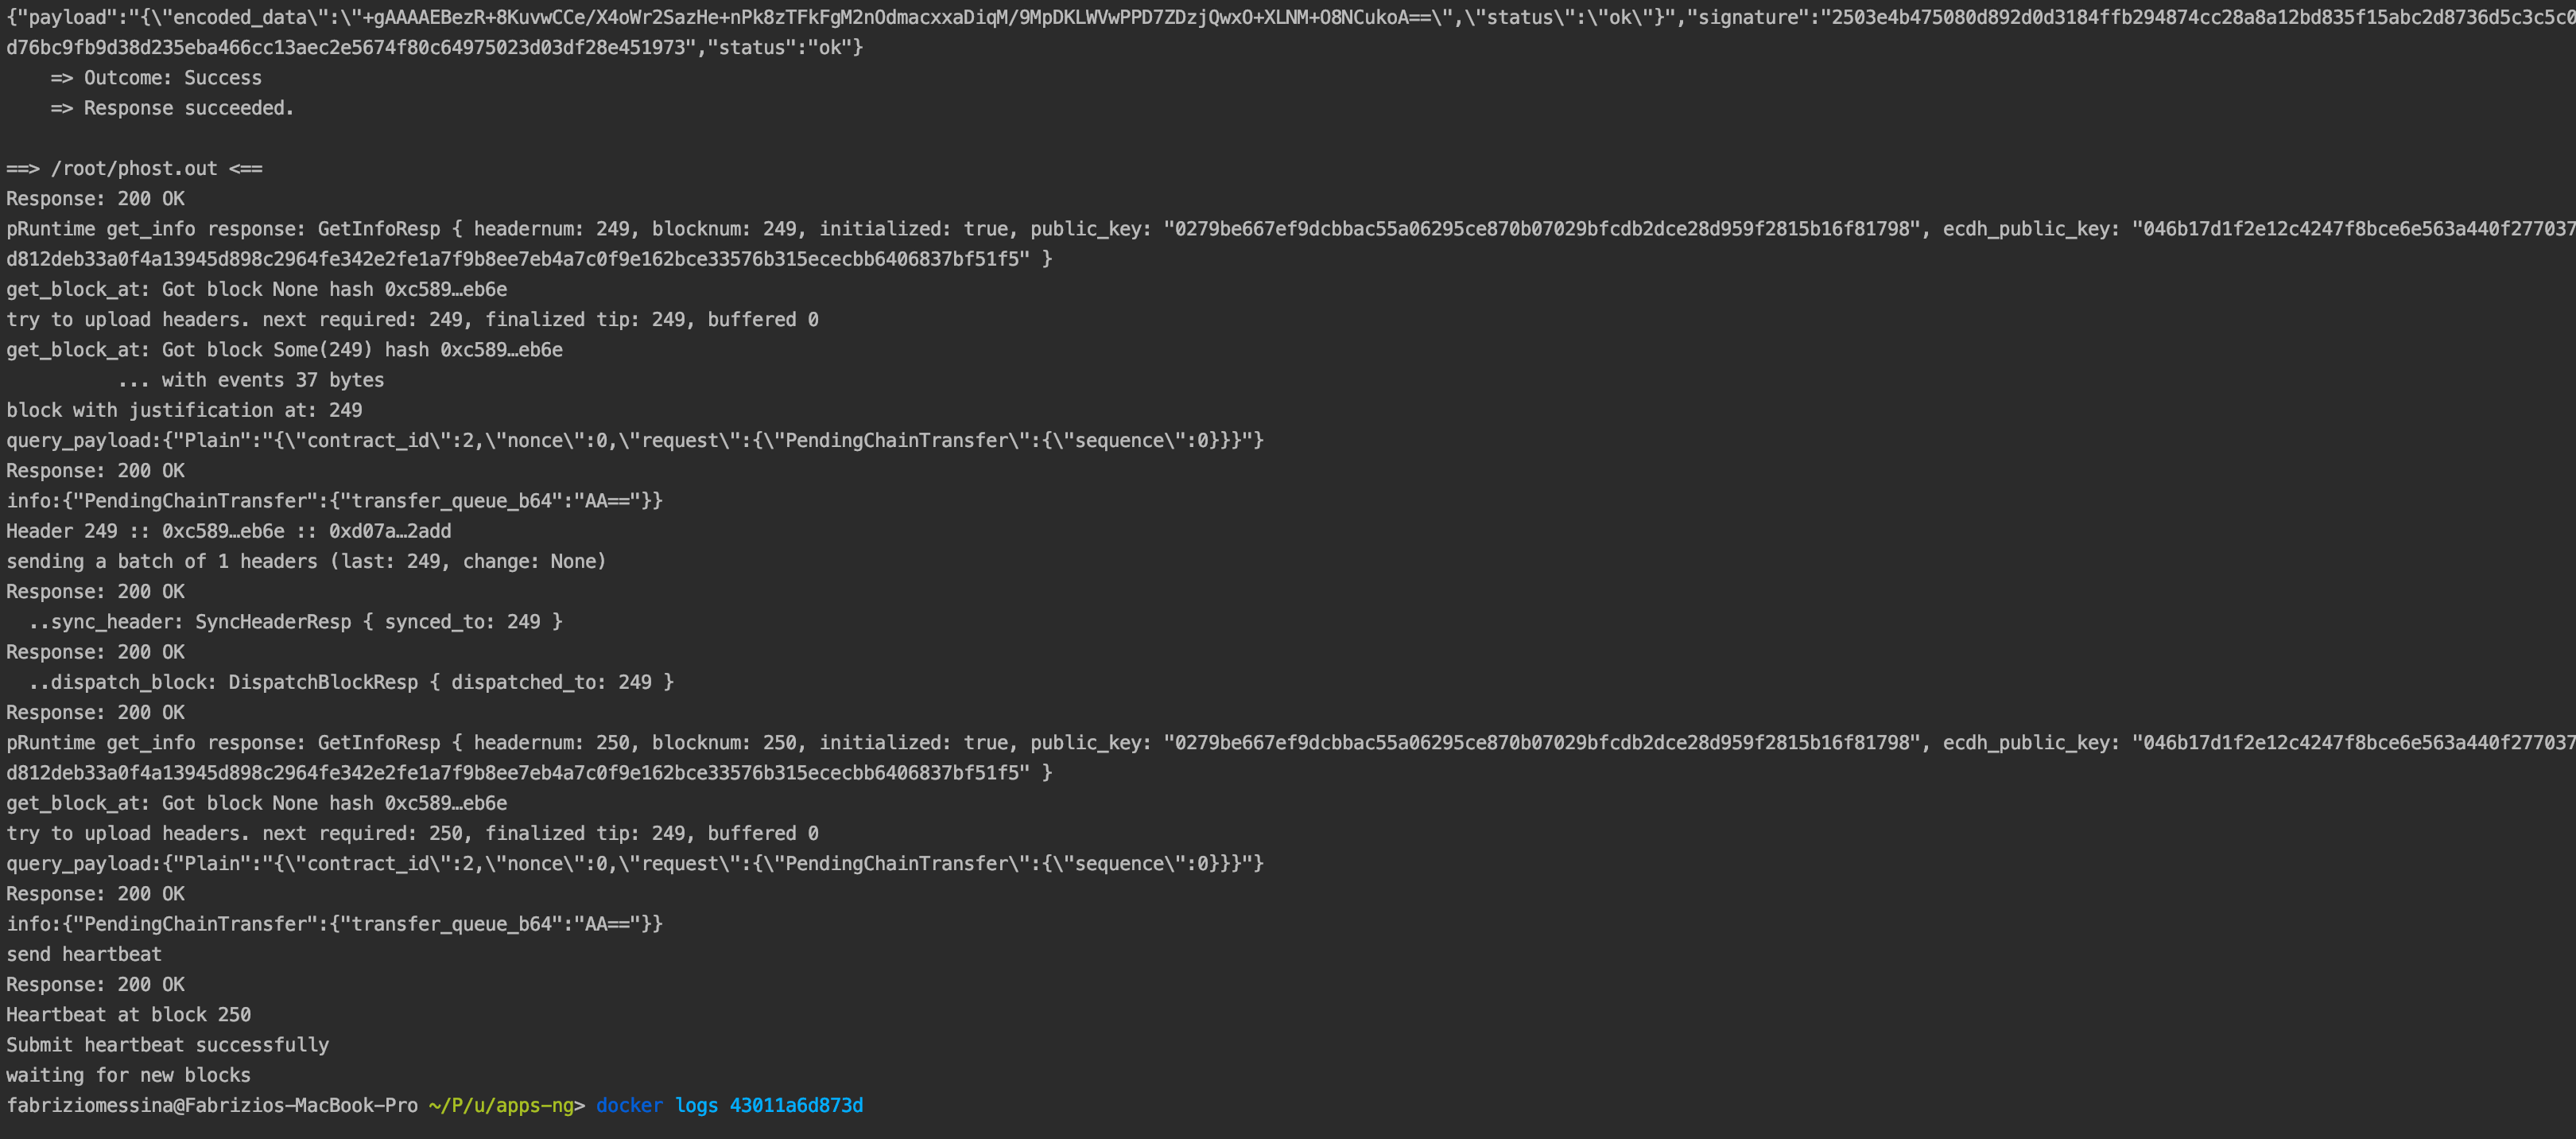 {"payload":"{\"encoded_data\":\"+gAAAAEBezR+8KuvwCCe/X4oWr2SazHe+nPk8zTFkFgM2nOdmacxxaDiqM/9MpDKLWVwPPD7ZDzjQwxO+XLNM+O8NCukoA==\",\"status\":\"ok\"}","signature":"2503e4b475080d892d0d3184ffb294874cc28a8a12bd835f15abc2d8736d5c3c5c0
d76bc9fb9d38d235eba466cc13aec2e5674f80c64975023d03df28e451973","status":"ok"}
    => Outcome: Success
    => Response succeeded.
==> /root/phost.out <==
Response: 200 OK
pRuntime get_info response: GetInfoResp { headernum: 249, blocknum: 249, initialized: true, public_key: "0279be667ef9dcbbac55a06295ce870b07029bfcdb2dce28d959f2815b16f81798", ecdh_public_key: "046b17d1f2e12c4247f8bce6e563a440f277037
d812deb33a0f4a13945d898c2964fe342e2fe1a7f9b8ee7eb4a7c0f9e162bce33576b315ececbb6406837bf51f5" }
get_block_at: Got block None hash 0xc589…eb6e
try to upload headers. next required: 249, finalized tip: 249, buffered 0
get_block_at: Got block Some(249) hash 0xc589…eb6e
          ... with events 37 bytes
block with justification at: 249
query_payload:{"Plain":"{\"contract_id\":2,\"nonce\":0,\"request\":{\"PendingChainTransfer\":{\"sequence\":0}}}"}
Response: 200 OK
info:{"PendingChainTransfer":{"transfer_queue_b64":"AA=="}}
Header 249 :: 0xc589…eb6e :: 0xd07a…2add
sending a batch of 1 headers (last: 249, change: None)
Response: 200 OK
  ..sync_header: SyncHeaderResp { synced_to: 249 }
Response: 200 OK
  ..dispatch_block: DispatchBlockResp { dispatched_to: 249 }
Response: 200 OK
pRuntime get_info response: GetInfoResp { headernum: 250, blocknum: 250, initialized: true, public_key: "0279be667ef9dcbbac55a06295ce870b07029bfcdb2dce28d959f2815b16f81798", ecdh_public_key: "046b17d1f2e12c4247f8bce6e563a440f277037
d812deb33a0f4a13945d898c2964fe342e2fe1a7f9b8ee7eb4a7c0f9e162bce33576b315ececbb6406837bf51f5" }
get_block_at: Got block None hash 0xc589…eb6e
try to upload headers. next required: 250, finalized tip: 249, buffered 0
query_payload:{"Plain":"{\"contract_id\":2,\"nonce\":0,\"request\":{\"PendingChainTransfer\":{\"sequence\":0}}}"}
Response: 200 OK
info:{"PendingChainTransfer":{"transfer_queue_b64":"AA=="}}
send heartbeat
Response: 200 OK
Heartbeat at block 250
Submit heartbeat successfully
waiting for new blocks
fabriziomessina@Fabrizios-MacBook-Pro ~/P/u/apps-ng> docker logs 43011a6d873d